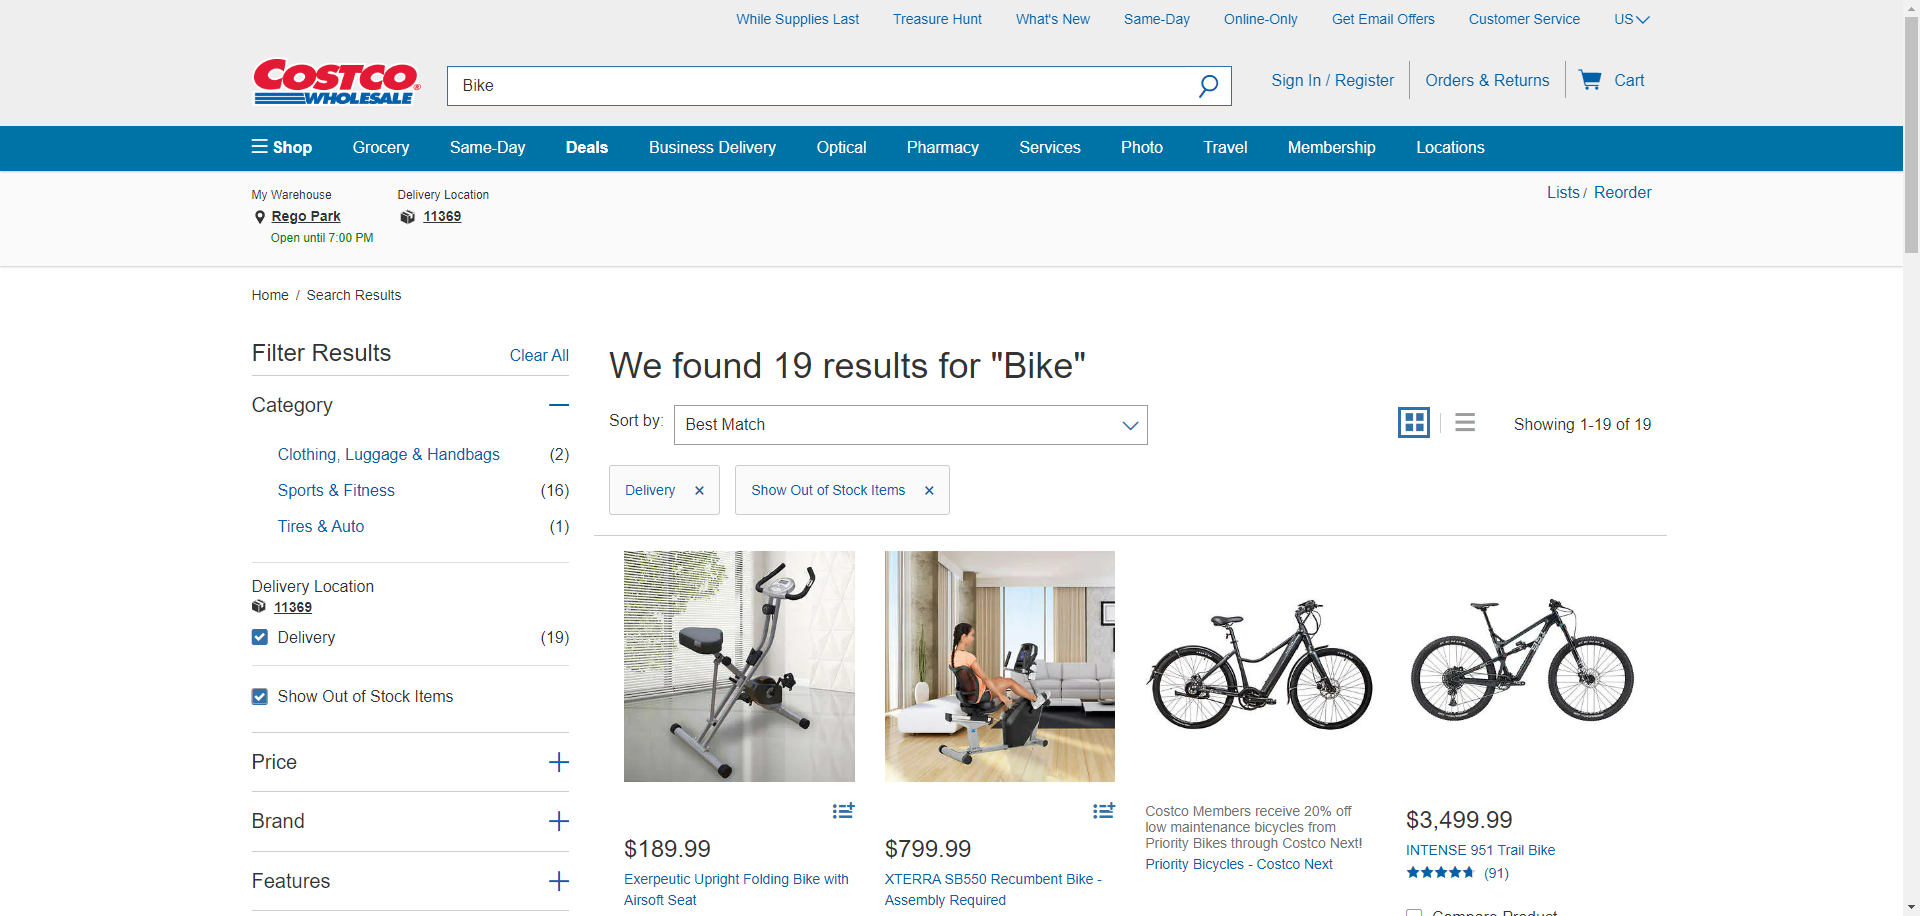 While Supplies Last Treasure Hunt What's New Same-Day Online-Only Get Email Offers Customer Service US
COSTCO WHOLESALE
Bike
Sign In / Register Orders & Returns Cart
Shop Grocery Same-Day Deals Business Delivery Optical Pharmacy Services Photo Travel Membership Locations
My Warehouse Delivery Location
Rego Park 11369
Open until 7:00 PM
Lists / Reorder
Home / Search Results
Filter Results Clear All
Category
Clothing, Luggage & Handbags (2)
Sports & Fitness (16)
Tires & Auto (1)
Delivery Location
11369
Delivery (19)
Show Out of Stock Items
Price
Brand
Features
We found 19 results for "Bike"
Sort by: Best Match
Showing 1-19 of 19
Delivery × Show Out of Stock Items ×
$189.99
Exerpeutic Upright Folding Bike with
Airsoft Seat
$799.99
XTERRA SB550 Recumbent Bike -
Assembly Required
Costco Members receive 20% off
low maintenance bicycles from
Priority Bikes through Costco Next!
Priority Bicycles - Costco Next
$3,499.99
INTENSE 951 Trail Bike
(91)
Compare Product